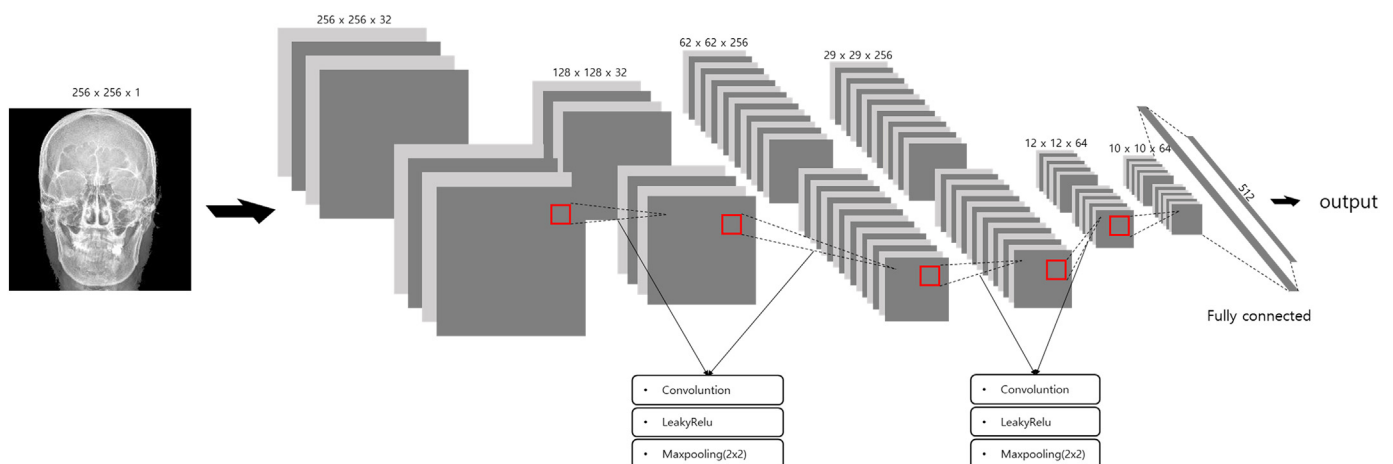 256 x 256 x 1
256 x 256 x 32
128 x 128 x 32
62 x 62 x 256
29 x 29 x 256
12 x 12 x 64
10 x 10 x 64
512
output
Fully connected
• Convoluntion
• LeakyRelu
• Maxpooling(2x2)
• Convoluntion
• LeakyRelu
• Maxpooling(2x2)